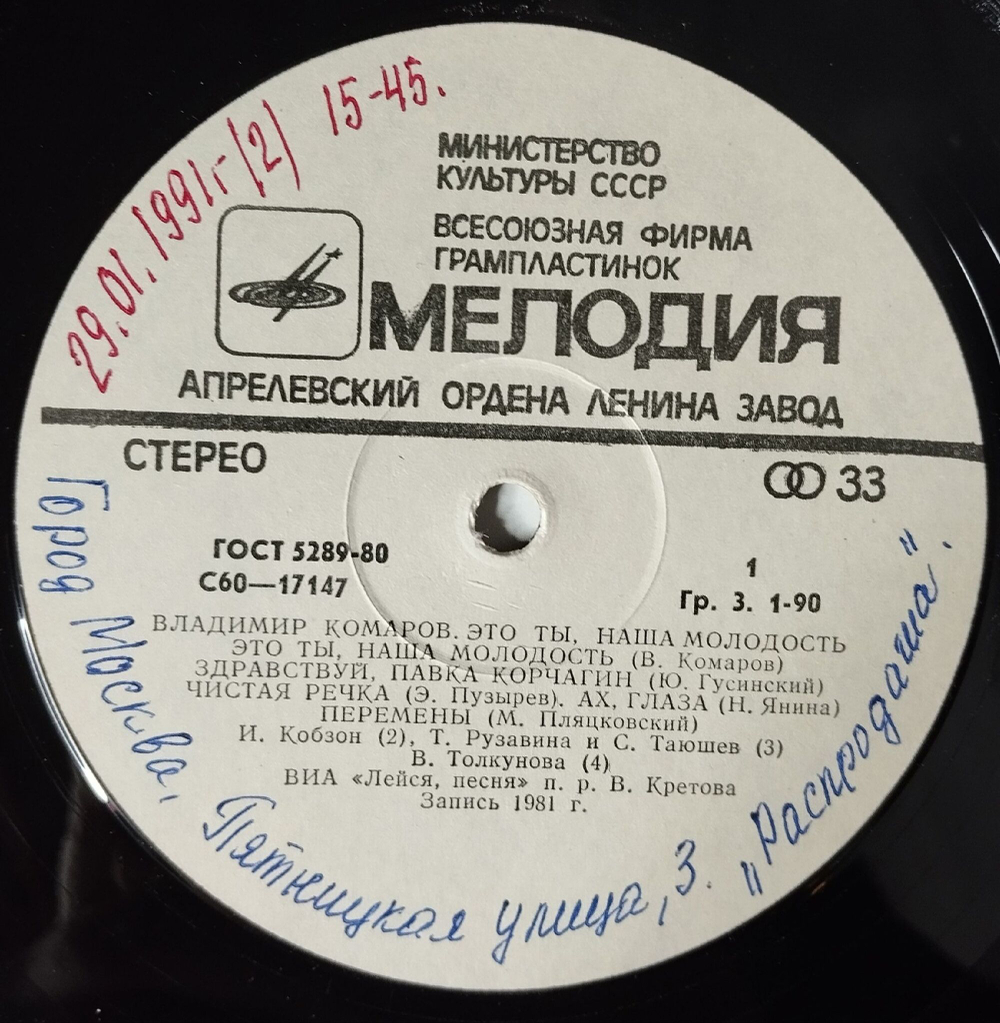 29.01.1991г (2) 15-45.
МИНИСТЕРСТВО
КУЛЬТУРЫ СССР
ВСЕСОЮЗНАЯ ФИРМА
ГРАМПЛАСТИНОК
МЕЛОДИЯ
АПРЕЛЕВСКИЙ ОРДЕНА ЛЕНИНА ЗАВОД
СТЕРЕО 33
ГОСТ 5289-80 1
С60—17147 Гр. 3. 1-90
ВЛАДИМИР КОМАРОВ. ЭТО ТЫ, НАША МОЛОДОСТЬ
ЭТО ТЫ, НАША МОЛОДОСТЬ (В. Комаров)
ЗДРАВСТВУЙ, ПАВКА КОРЧАГИН (Ю. Гусинский)
ЧИСТАЯ РЕЧКА (Э. Пузырев). АХ, ГЛАЗА (Н. Янина)
ПЕРЕМЕНЫ (М. Пляцковский)
И. Кобзон (2), Т. Рузавина и С. Таюшев (3)
В. Толкунова (4)
ВИА «Лейся, песня» п. р. В. Кретова
Запись 1981 г.
Город Москва, Пятницкая улица, 3. „Распродажа".